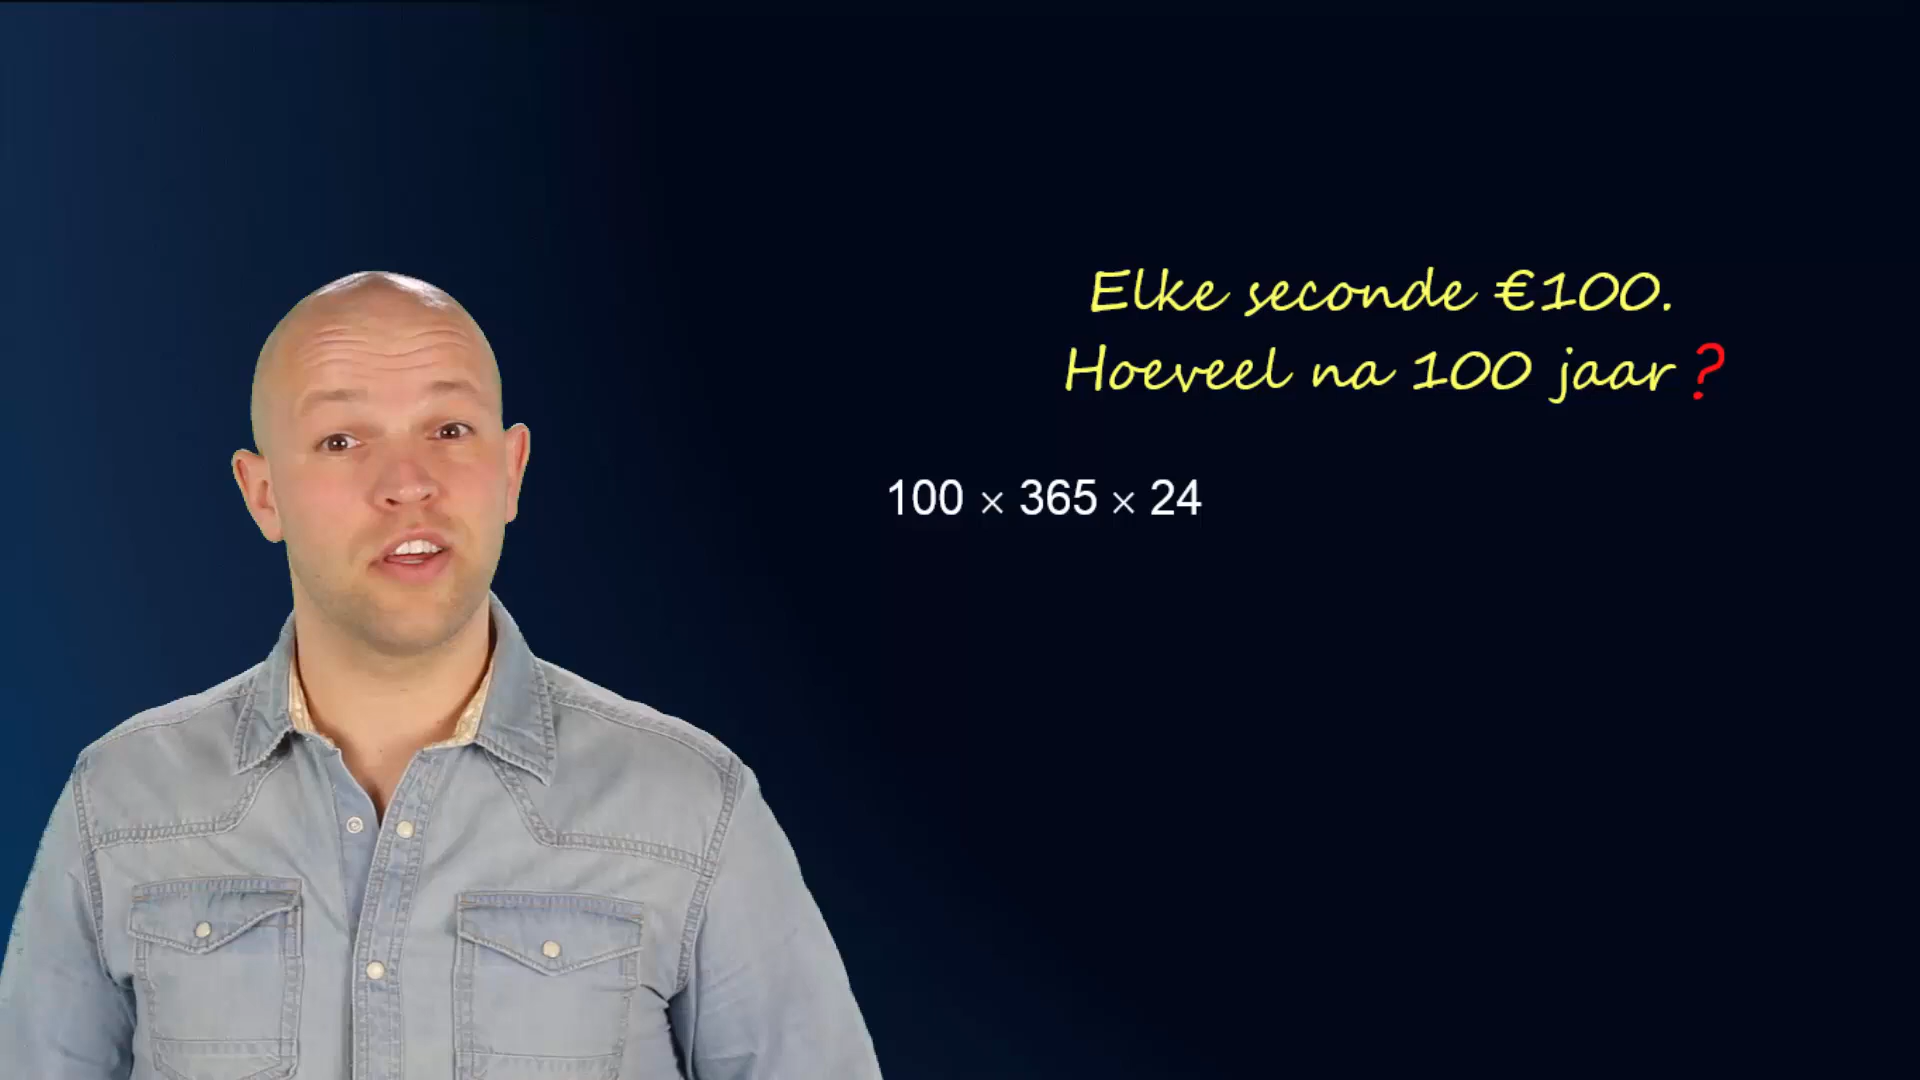 Elke seconde €100.
Hoeveel na 100 jaar?
100 × 365 × 24